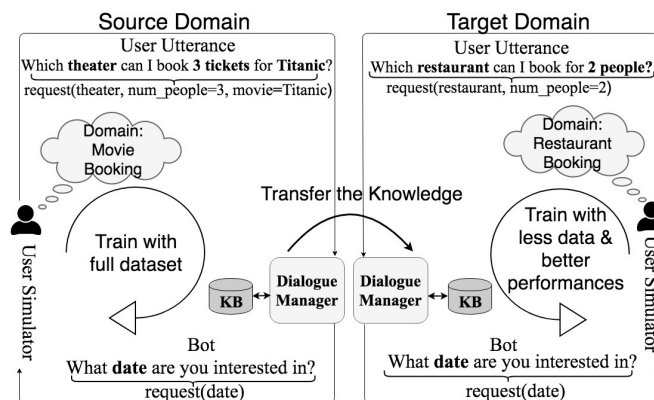 Source Domain
User Utterance
Which theater can I book 3 tickets for Titanic?
request(theater, num_people=3, movie=Titanic)
Domain:
Movie
Booking
User Simulator
Train with
full dataset
KB
Dialogue
Manager
Bot
What date are you interested in?
request(date)
Transfer the Knowledge
Target Domain
User Utterance
Which restaurant can I book for 2 people?
request(restaurant, num_people=2)
Domain:
Restaurant
Booking
User Simulator
Train with
less data &
better
performances
Dialogue
Manager
KB
Bot
What date are you interested in?
request(date)